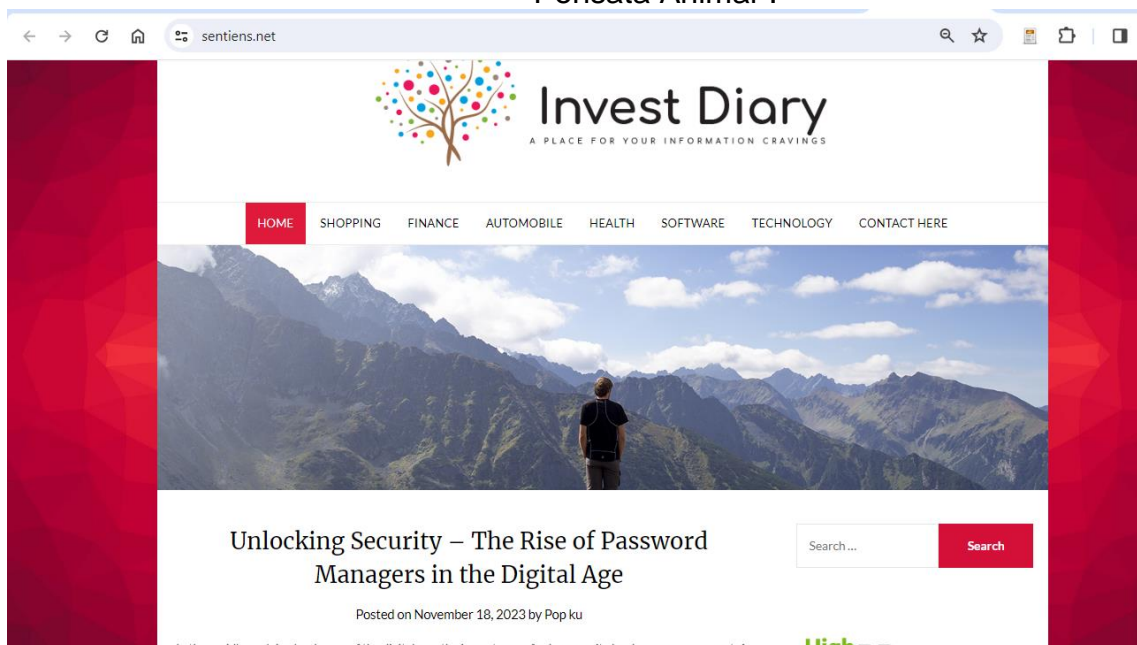 sentiens.net
Invest Diary
A PLACE FOR YOUR INFORMATION CRAVINGS
HOME SHOPPING FINANCE AUTOMOBILE HEALTH SOFTWARE TECHNOLOGY CONTACT HERE
Unlocking Security – The Rise of Password
Managers in the Digital Age
Search ...
Search
Posted on November 18, 2023 by Pop ku
High